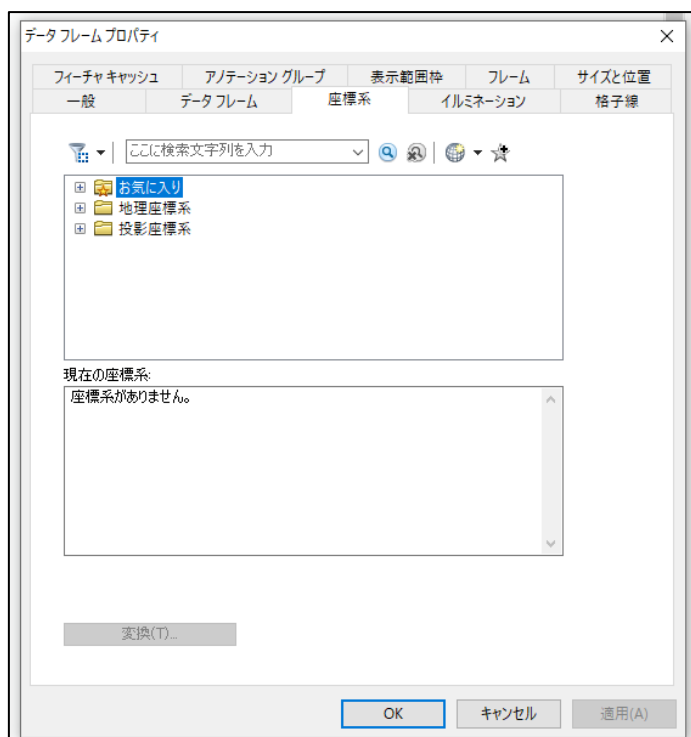 データ フレーム プロパティ
フィーチャ キャッシュ
アノテーション グループ
表示範囲枠
フレーム
サイズと位置
一般
データ フレーム
座標系
イルミネーション
格子線
ここに検索文字列を入力
お気に入り
地理座標系
投影座標系
現在の座標系:
座標系がありません。
変換(T)...
OK
キャンセル
適用(A)